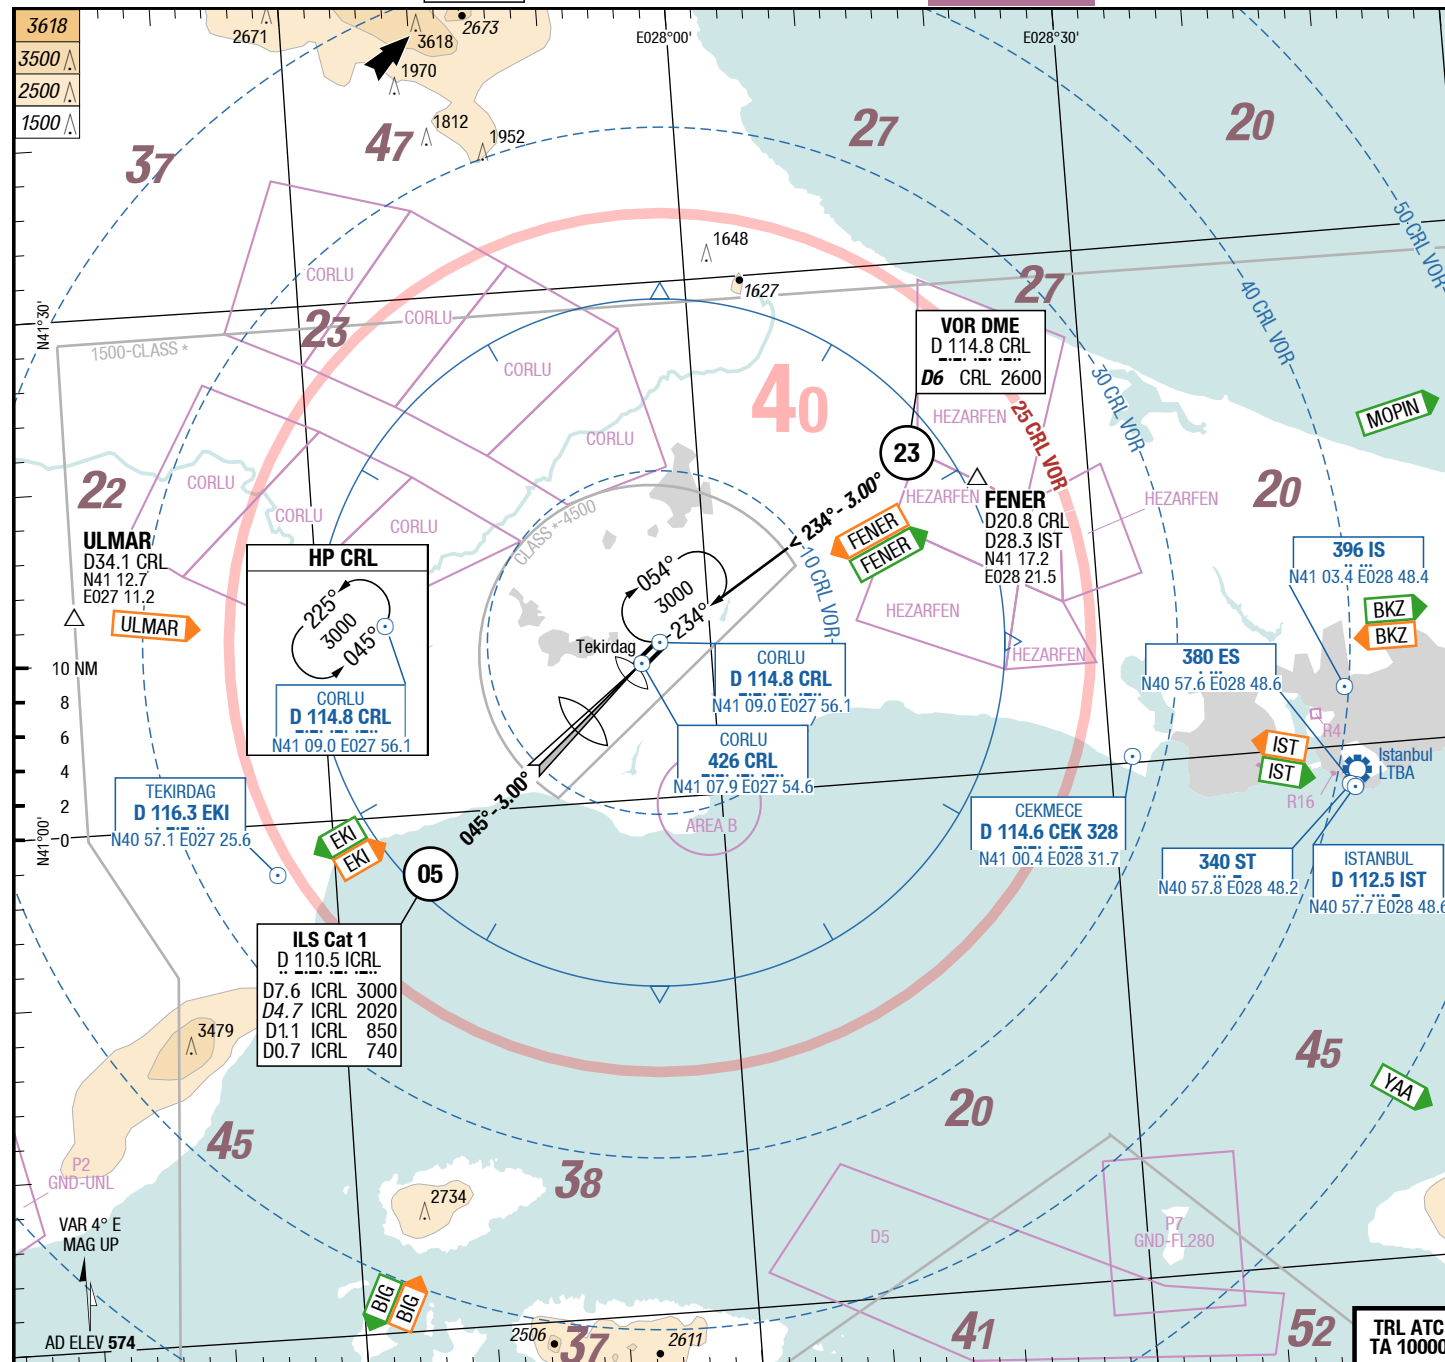 3618
3500
2500
1500
2671
3618
2673
1970
1812
1952
E028°00'
E028°30'
37
47
27
20
50 CRL VOR
1648
1627
27
40 CRL VOR
N41°30'
1500-CLASS *
23
CORLU
CORLU
CORLU
CORLU
CORLU
CORLU
CORLU
40
VOR DME
D 114.8 CRL
D6 CRL 2600
30 CRL VOR
25 CRL VOR
MOPIN
HEZARFEN
HEZARFEN
HEZARFEN
HEZARFEN
HEZARFEN
22
20
23
< 234°- 3.00°
FENER
FENER
FENER
D20.8 CRL
D28.3 IST
N41 17.2
E028 21.5
ULMAR
D34.1 CRL
N41 12.7
E027 11.2
ULMAR
HP CRL
225°
3000
045°
CORLU
D 114.8 CRL
N41 09.0 E027 56.1
CLASS *-4500
10 CRL VOR
054°
3000
234°
Tekirdag
CORLU
D 114.8 CRL
N41 09.0 E027 56.1
CORLU
426 CRL
N41 07.9 E027 54.6
396 IS
N41 03.4 E028 48.4
BKZ
BKZ
380 ES
N40 57.6 E028 48.6
R4
IST
IST
R16
Istanbul
LTBA
10 NM
8
6
4
2
0
N41°00'
TEKIRDAG
D 116.3 EKI
N40 57.1 E027 25.6
EKI
EKI
045°- 3.00°
05
AREA B
CEKMECE
D 114.6 CEK 328
N41 00.4 E028 31.7
340 ST
N40 57.8 E028 48.2
ISTANBUL
D 112.5 IST
N40 57.7 E028 48.6
ILS Cat 1
D 110.5 ICRL
D7.6 ICRL 3000
D4.7 ICRL 2020
D1.1 ICRL 850
D0.7 ICRL 740
3479
45
45
20
YAA
38
P2
GND-UNL
2734
VAR 4° E
MAG UP
D5
P7
GND-FL280
BIG
BIG
AD ELEV 574
2506
37
2611
41
52
TRL ATC
TA 10000